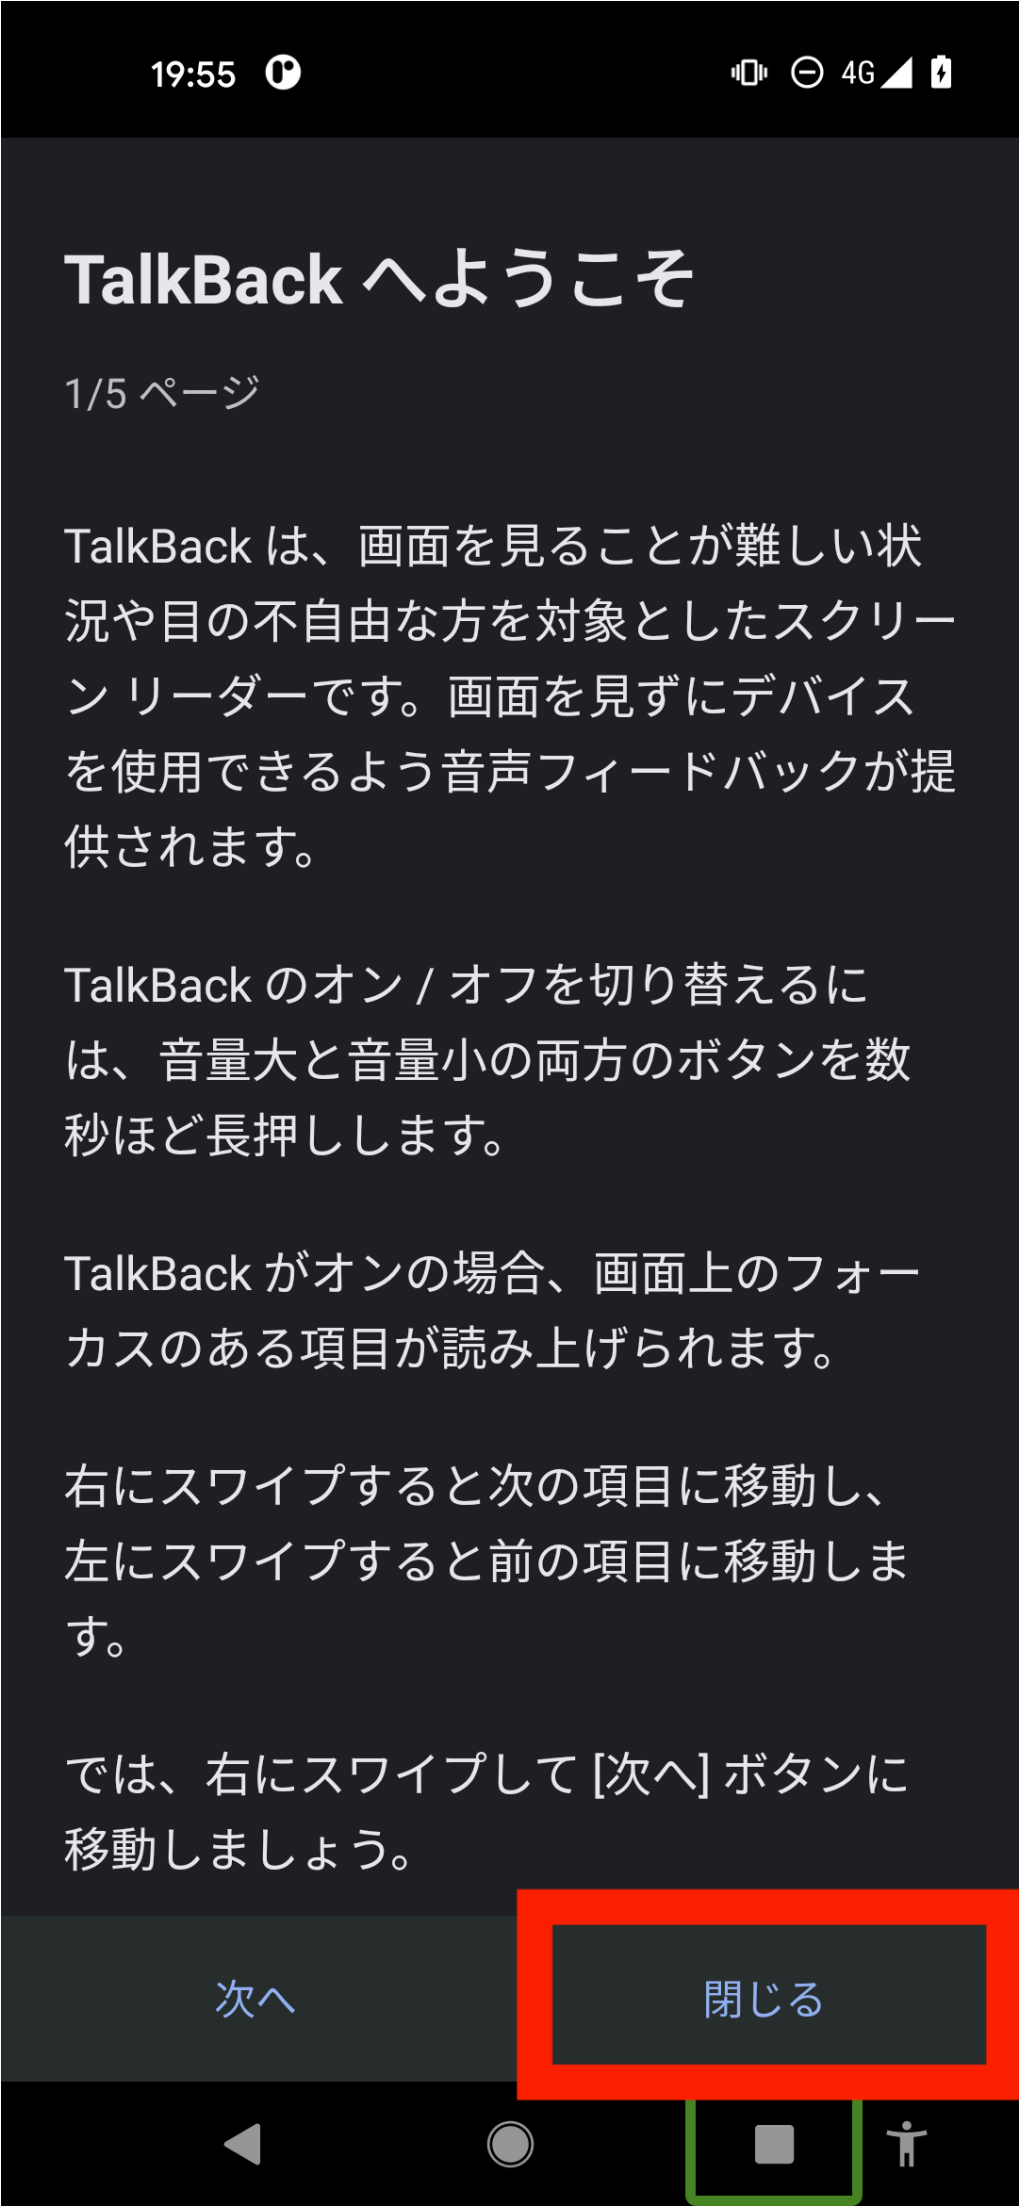 19:55
4G
TalkBack へようこそ
1/5 ページ
TalkBack は、画面を見ることが難しい状
況や目の不自由な方を対象としたスクリー
ン リーダーです。画面を見ずにデバイス
を使用できるよう音声フィードバックが提
供されます。
TalkBack のオン / オフを切り替えるに
は、音量大と音量小の両方のボタンを数
秒ほど長押しします。
TalkBack がオンの場合、画面上のフォー
カスのある項目が読み上げられます。
右にスワイプすると次の項目に移動し、
左にスワイプすると前の項目に移動しま
す。
では、右にスワイプして [次へ] ボタンに
移動しましょう。
次へ
閉じる